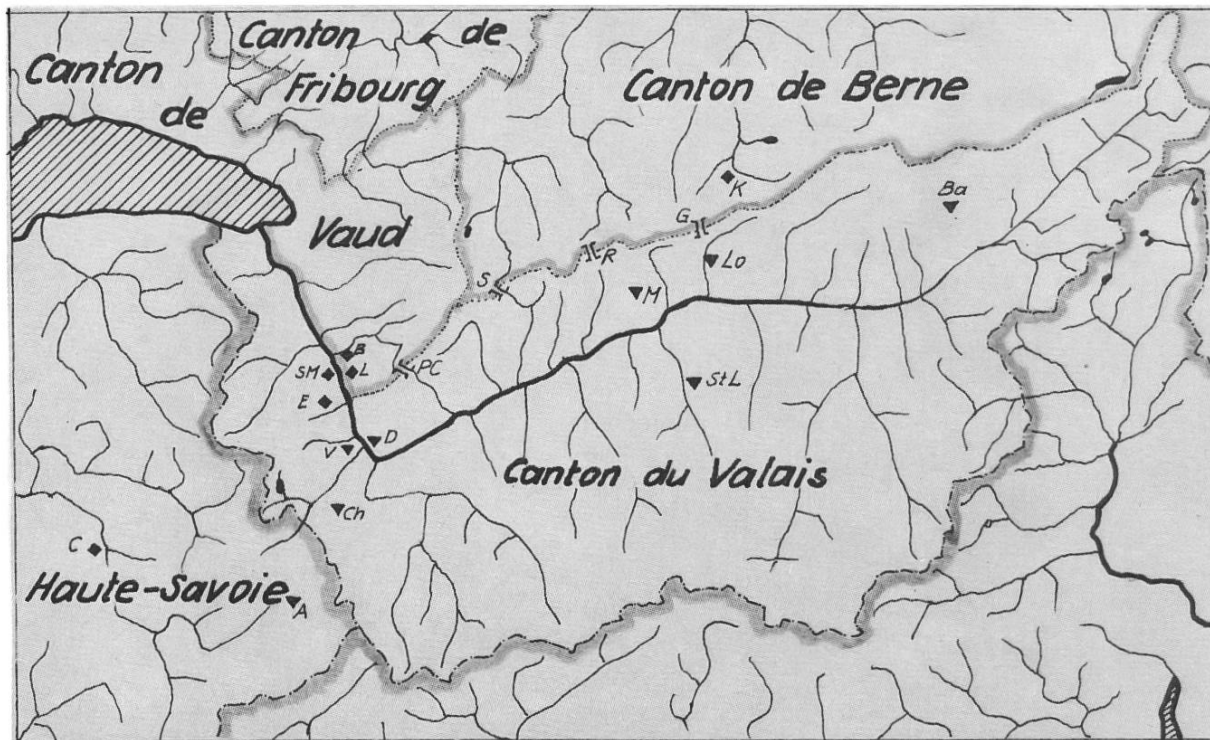 Canton de
Fribourg
Canton
de
Vaud
Canton de Berne
K
Ba
G
R
Lo
S
M
B
SM
L
PC
E
StL
V
D
Canton du Valais
Ch
C
Haute-Savoie
A